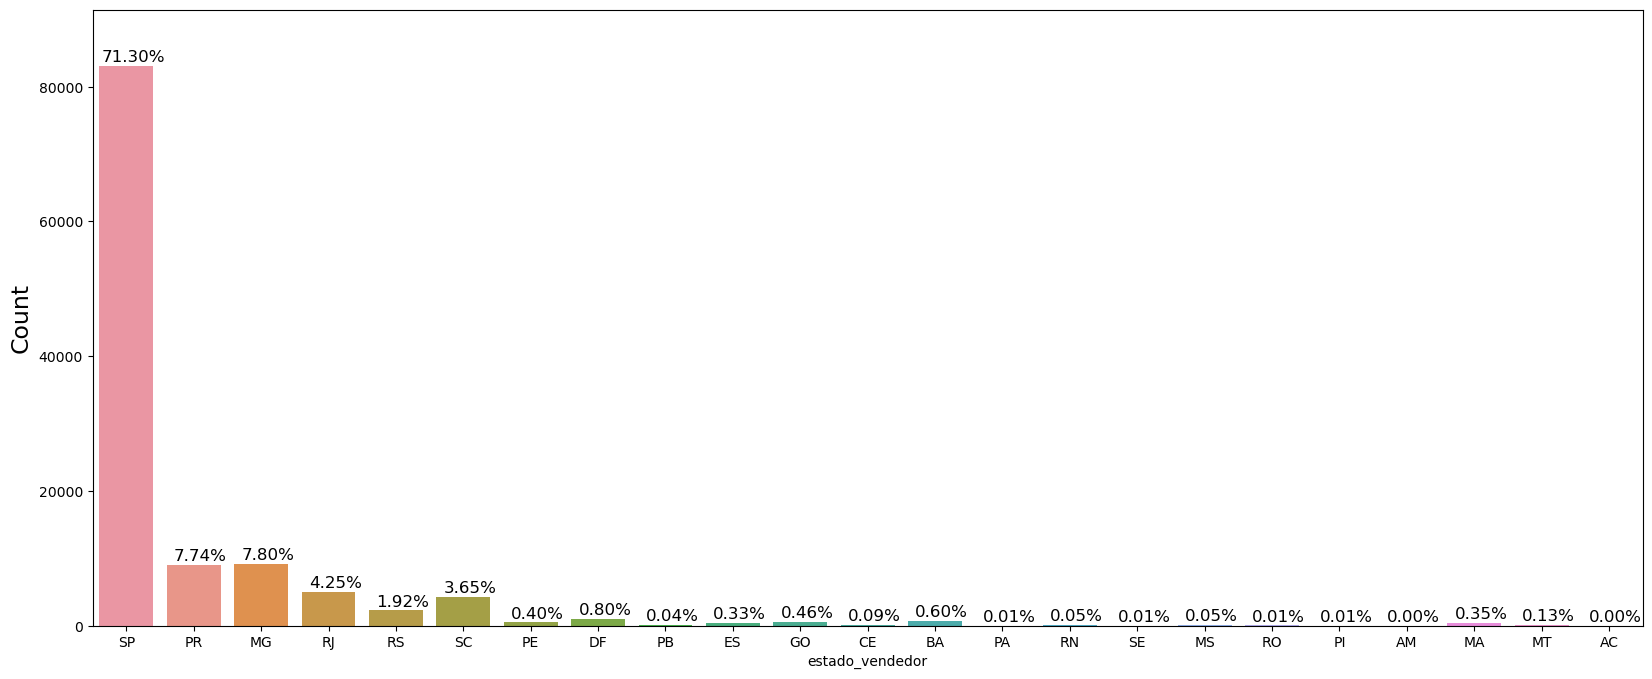 71.30%
80000
60000
Count
40000
20000
7.74% 7.80% 4.25% 1.92% 3.65% 0.40% 0.80% 0.04% 0.33% 0.46% 0.09% 0.60% 0.01% 0.05% 0.01% 0.05% 0.01% 0.01% 0.00% 0.35% 0.13% 0.00%
0
SP PR MG RJ RS SC PE DF PB ES GO CE BA PA RN SE MS RO PI AM MA MT AC
estado_vendedor